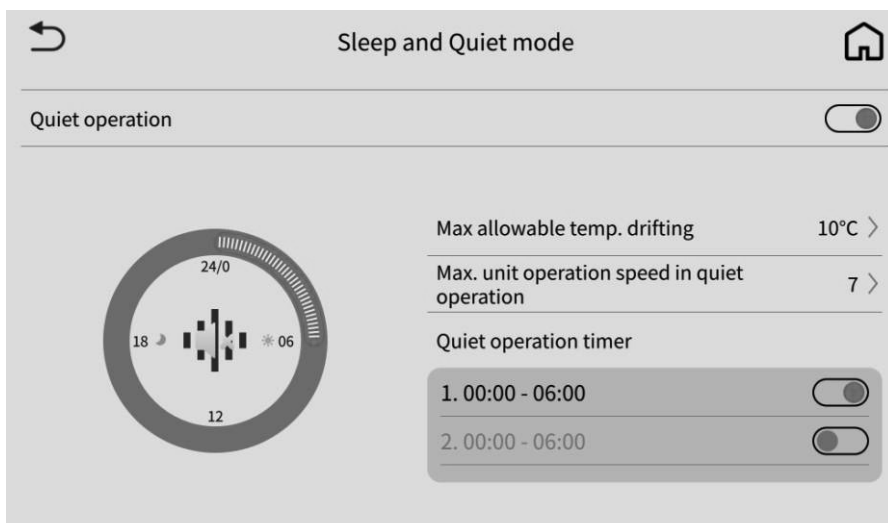 Sleep and Quiet mode
Quiet operation
24/0
18
06
12
Max allowable temp. drifting
10°C
Max. unit operation speed in quiet
operation
7
Quiet operation timer
1. 00:00 - 06:00
2. 00:00 - 06:00